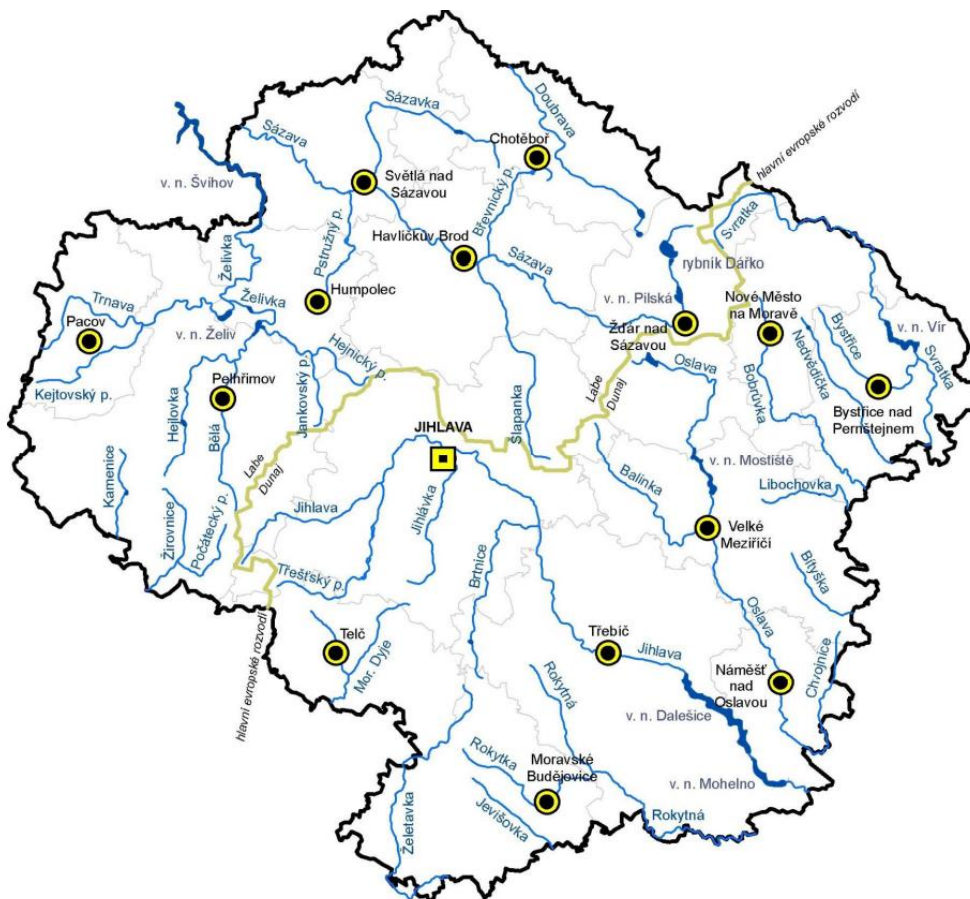 Doubrava
hlavní evropské rozvodí
Sázavka
Sázava
Chotěboř
v. n. Švihov
Světlá nad
Sázavou
Břevnický p.
Pstružný p.
Svratka
Havlíčkův Brod
Želivka
Sázava
rybník Dářko
Trnava
Želivka
Humpolec
v. n. Pilská
Nové Město
na Moravě
Pacov
v. n. Želiv
Žďár nad
Sázavou
Bystřice
v. n. Vír
Hejnický p.
Oslava
Nedvědička
Svratka
Kejtovský p.
Pelhřimov
Jankovský p.
Labe
Dunaj
Bobrůvka
Bystřice nad
Pernštejnem
Hejlovka
Bělá
Šlapanka
JIHLAVA
Labe
Dunaj
v. n. Mostiště
Kamenice
Balinka
Libochovka
Jihlava
Jihlávka
Žirovnice
Počátecký p.
Velké
Meziříčí
Třešťský p.
Brtnice
Bítýška
Oslava
Telč
Mor. Dyje
Třebíč
Jihlava
Chvojnice
hlavní evropské rozvodí
Rokytná
Náměšť
nad
Oslavou
v. n. Dalešice
Rokytka
Moravské
Budějovice
v. n. Mohelno
Želetavka
Jevišovka
Rokytná